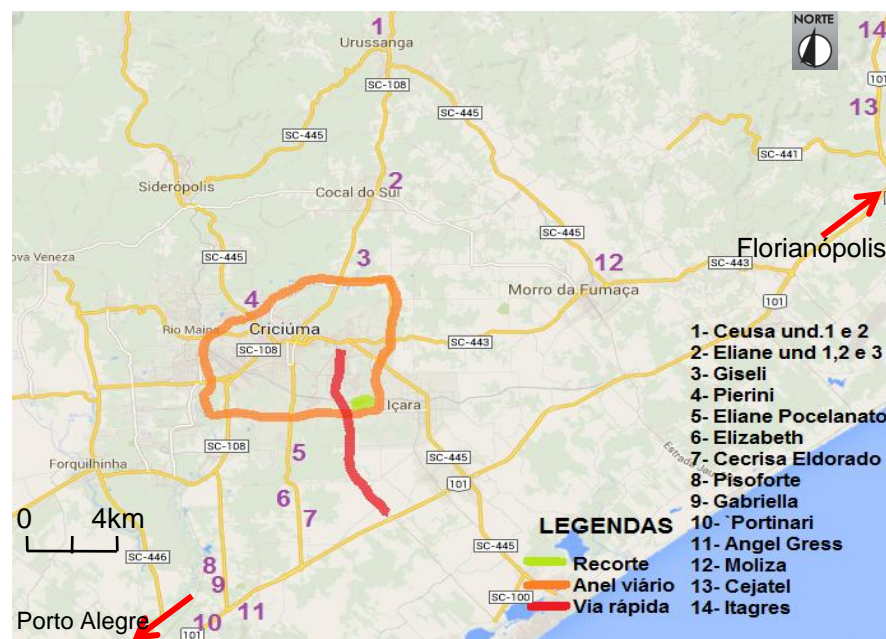 NORTE
1
Urussanga
14
SC-108
101
SC-445
13
SC-445
SC-441
Siderópolis
2
Cocal do Sul
ova Veneza
3
Florianópolis
SC-445
12
SC-443
Morro da Fumaça
4
101
Rio Maina
Criciúma
SC-108
SC-443
Içara
SC-108
5
SC-445
Forquilhinha
6
101
7
0 4km
SC-445
SC-446
8
9
SC-100
Porto Alegre
10
11
101
1- Ceusa und.1 e 2
2- Eliane und 1,2 e 3
3- Giseli
4- Pierini
5- Eliane Pocelanato
6- Elizabeth
7- Cecrisa Eldorado
8- Pisoforte
9- Gabriella
10- `Portinari
11- Angel Gress
12- Moliza
13- Cejatel
14- Itagres
LEGENDAS
Recorte
Anel viário
Via rápida